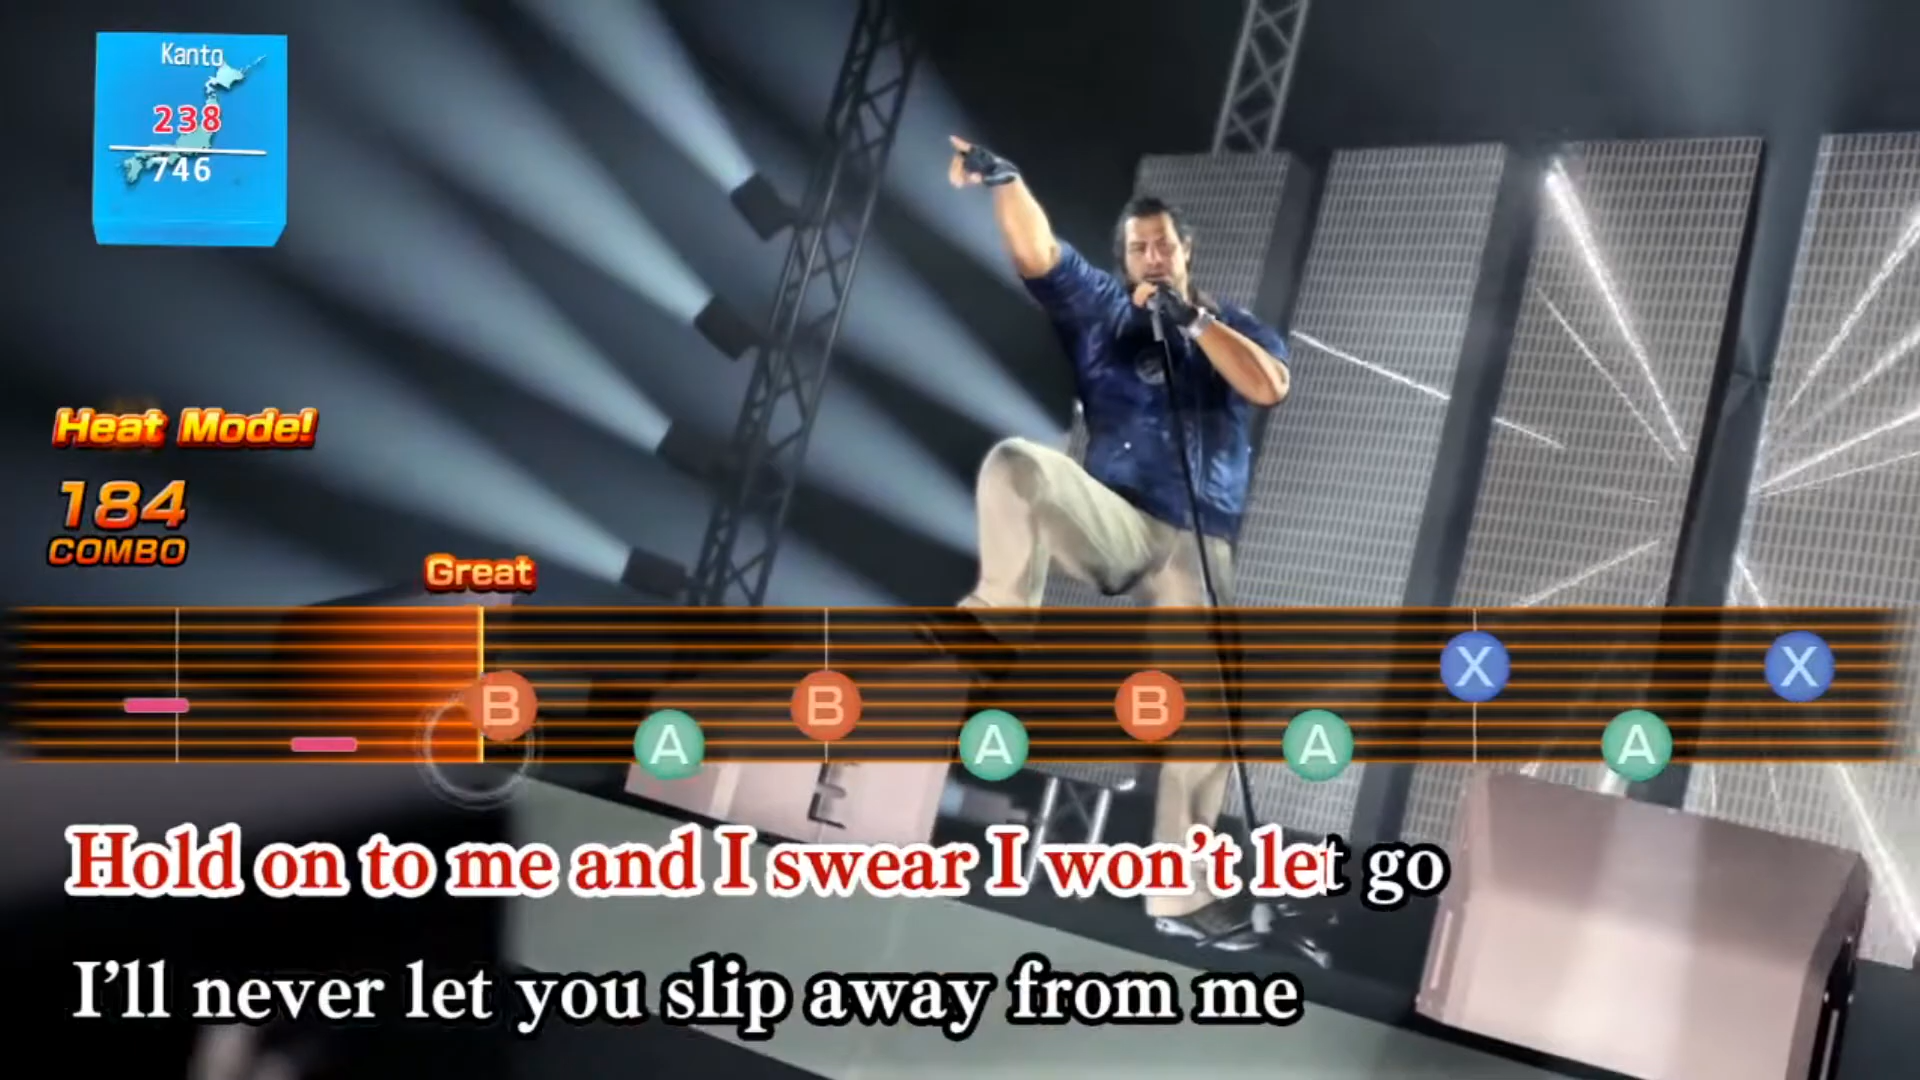 Kanto
238
746
Heat Mode!
184
COMBO
Great
B
A
B
A
B
A
X
A
X
Hold on to me and I swear I won't let go
I'll never let you slip away from me